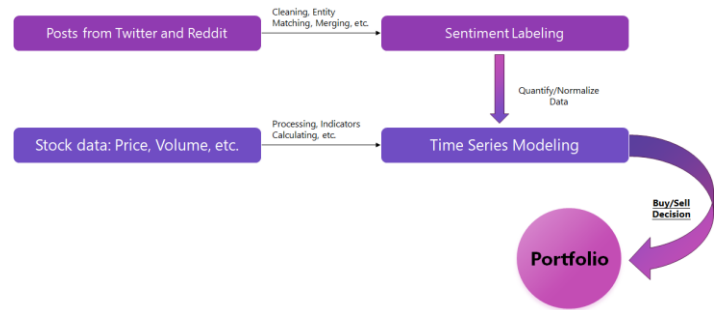 Posts from Twitter and Reddit
Cleaning, Entity
Matching, Merging, etc.
Sentiment Labeling
Quantify/Normalize
Data
Stock data: Price, Volume, etc.
Processing, Indicators
Calculating, etc.
Time Series Modeling
Buy/Sell
Decision
Portfolio